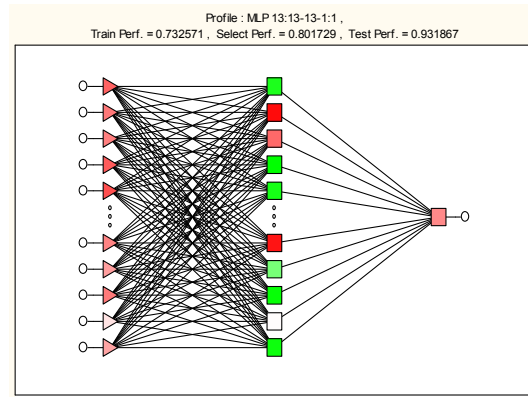 Profile : MLP 13:13-13-1:1 ,
Train Perf. = 0.732571 , Select Perf. = 0.801729 , Test Perf. = 0.931867